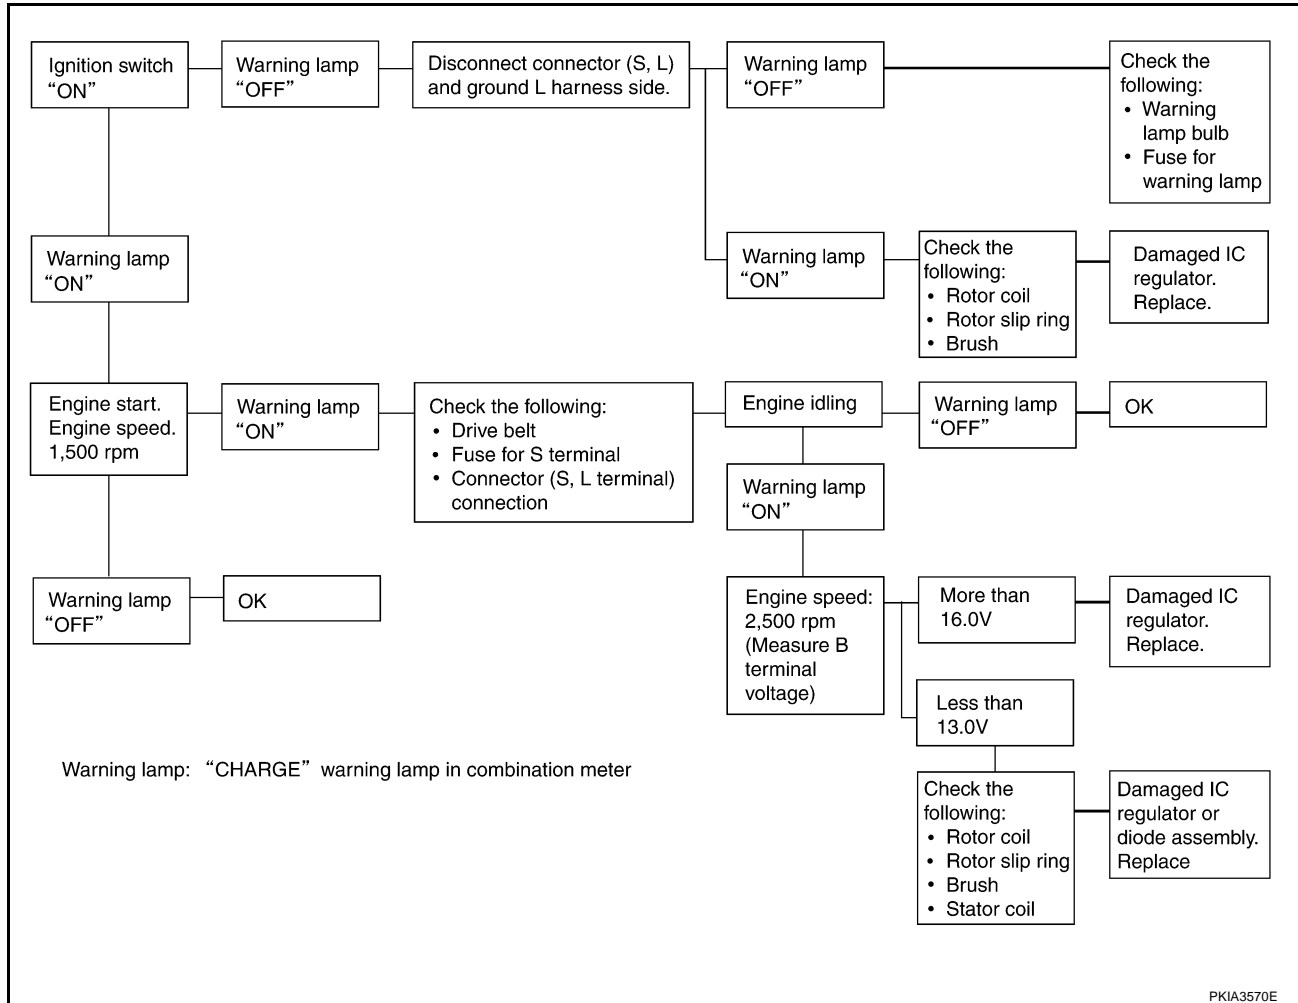 Ignition switch
“ON”
Warning lamp
“OFF”
Disconnect connector (S, L)
and ground L harness side.
Warning lamp
“OFF”
Check the
following:
• Warning
lamp bulb
• Fuse for
warning lamp
Warning lamp
“ON”
Warning lamp
“ON”
Check the
following:
• Rotor coil
• Rotor slip ring
• Brush
Damaged IC
regulator.
Replace.
Engine start.
Engine speed.
1,500 rpm
Warning lamp
“ON”
Check the following:
• Drive belt
• Fuse for S terminal
• Connector (S, L terminal)
connection
Engine idling
Warning lamp
“OFF”
OK
Warning lamp
“ON”
Warning lamp
“OFF”
OK
Engine speed:
2,500 rpm
(Measure B
terminal
voltage)
More than
16.0V
Damaged IC
regulator.
Replace.
Less than
13.0V
Warning lamp: “CHARGE” warning lamp in combination meter
Check the
following:
• Rotor coil
• Rotor slip ring
• Brush
• Stator coil
Damaged IC
regulator or
diode assembly.
Replace
PKIA3570E